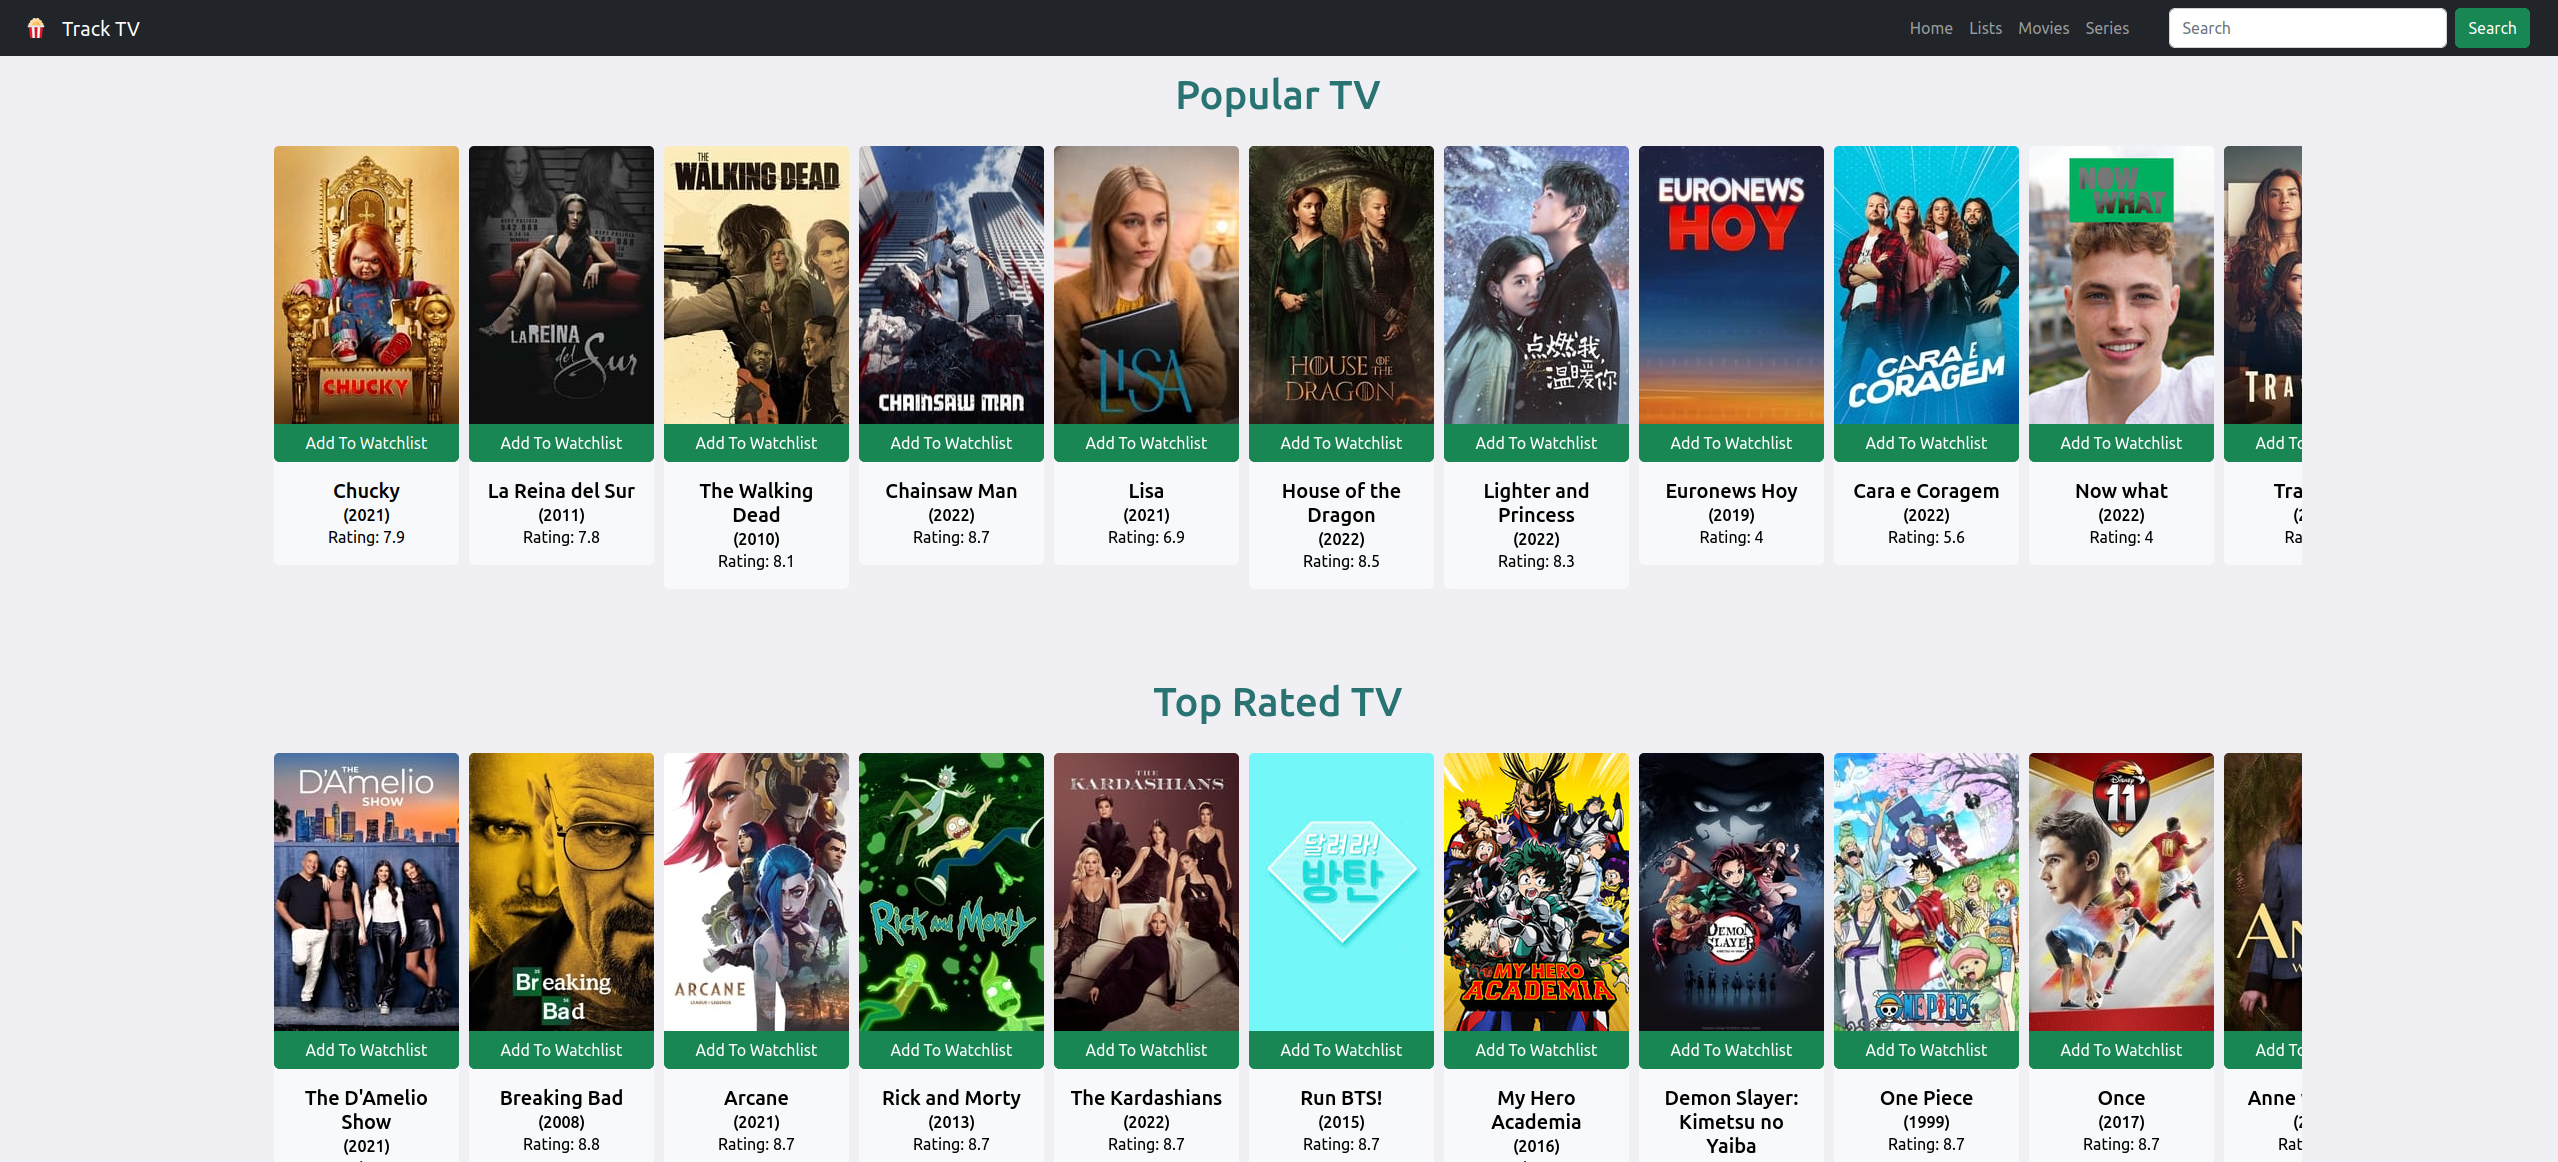 Track TV
Home Lists Movies Series Search Search
Popular TV
CHUCKY
LA REINA
del Sur
THE
WALKING DEAD
CHAINSAW MAN
LISA
HOUSE OF THE
DRAGON
点燃我,
温暖你
EURONEWS
HOY
CARA E
CORAGEM
NOW
WHAT
TRA
Add To Watchlist Add To Watchlist Add To Watchlist Add To Watchlist Add To Watchlist Add To Watchlist Add To Watchlist Add To Watchlist Add To Watchlist Add To Watchlist Add To
Chucky
(2021)
Rating: 7.9
La Reina del Sur
(2011)
Rating: 7.8
The Walking
Dead
(2010)
Rating: 8.1
Chainsaw Man
(2022)
Rating: 8.7
Lisa
(2021)
Rating: 6.9
House of the
Dragon
(2022)
Rating: 8.5
Lighter and
Princess
(2022)
Rating: 8.3
Euronews Hoy
(2019)
Rating: 4
Cara e Coragem
(2022)
Rating: 5.6
Now what
(2022)
Rating: 4
Tra
Ra
Top Rated TV
THE
D'Amelio
SHOW
Breaking
Bad
ARCANE
LEAGUE OF LEGENDS
Rick and Morty
THE
KARDASHIANS
달려라!
방탄
MY HERO
ACADEMIA
DEMON
SLAYER
ONE PIECE
Disney
11
AN
W
Add To Watchlist Add To Watchlist Add To Watchlist Add To Watchlist Add To Watchlist Add To Watchlist Add To Watchlist Add To Watchlist Add To Watchlist Add To Watchlist Add To
The D'Amelio
Show
(2021)
Breaking Bad
(2008)
Rating: 8.8
Arcane
(2021)
Rating: 8.7
Rick and Morty
(2013)
Rating: 8.7
The Kardashians
(2022)
Rating: 8.7
Run BTS!
(2015)
Rating: 8.7
My Hero
Academia
(2016)
Demon Slayer:
Kimetsu no
Yaiba
One Piece
(1999)
Rating: 8.7
Once
(2017)
Rating: 8.7
Anne
Rat